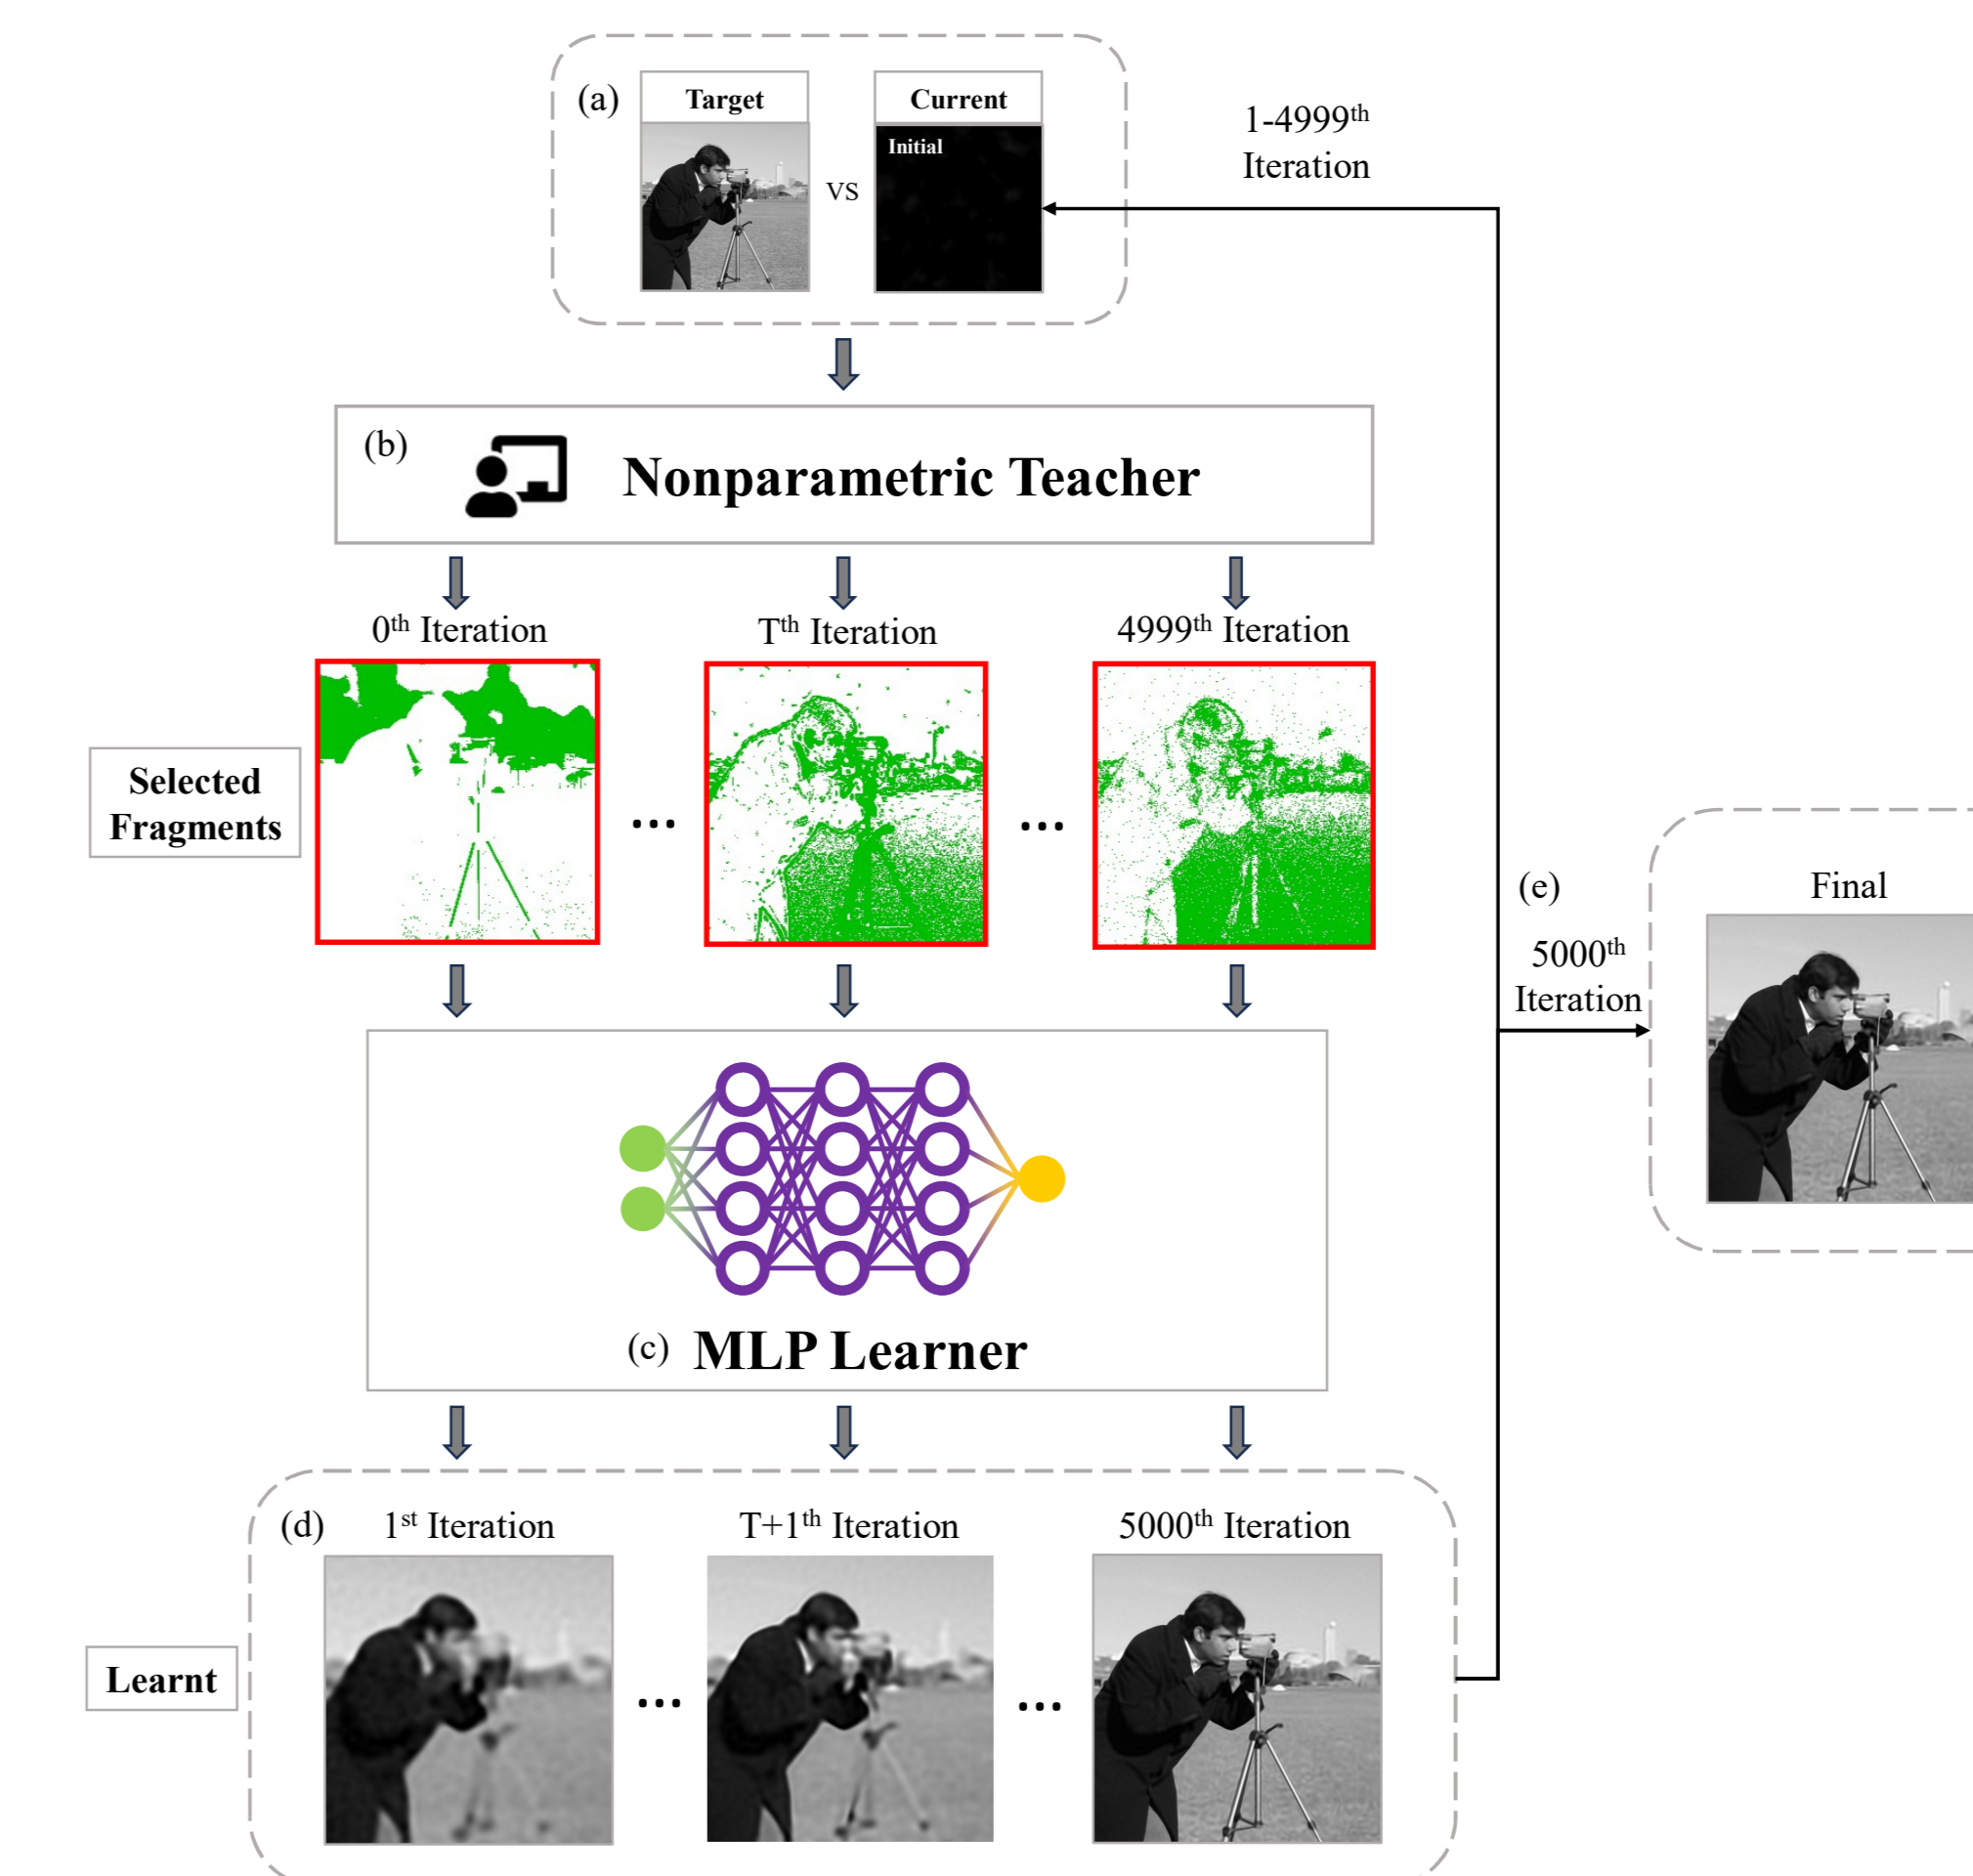 (a)
Target
Current
Initial
VS
1-4999th
Iteration
(b)
Nonparametric Teacher
0th Iteration
Tth Iteration
4999th Iteration
Selected
Fragments
...
...
(e)
Final
5000th
Iteration
(c) MLP Learner
(d)
1st Iteration
T+1th Iteration
5000th Iteration
Learnt
...
...